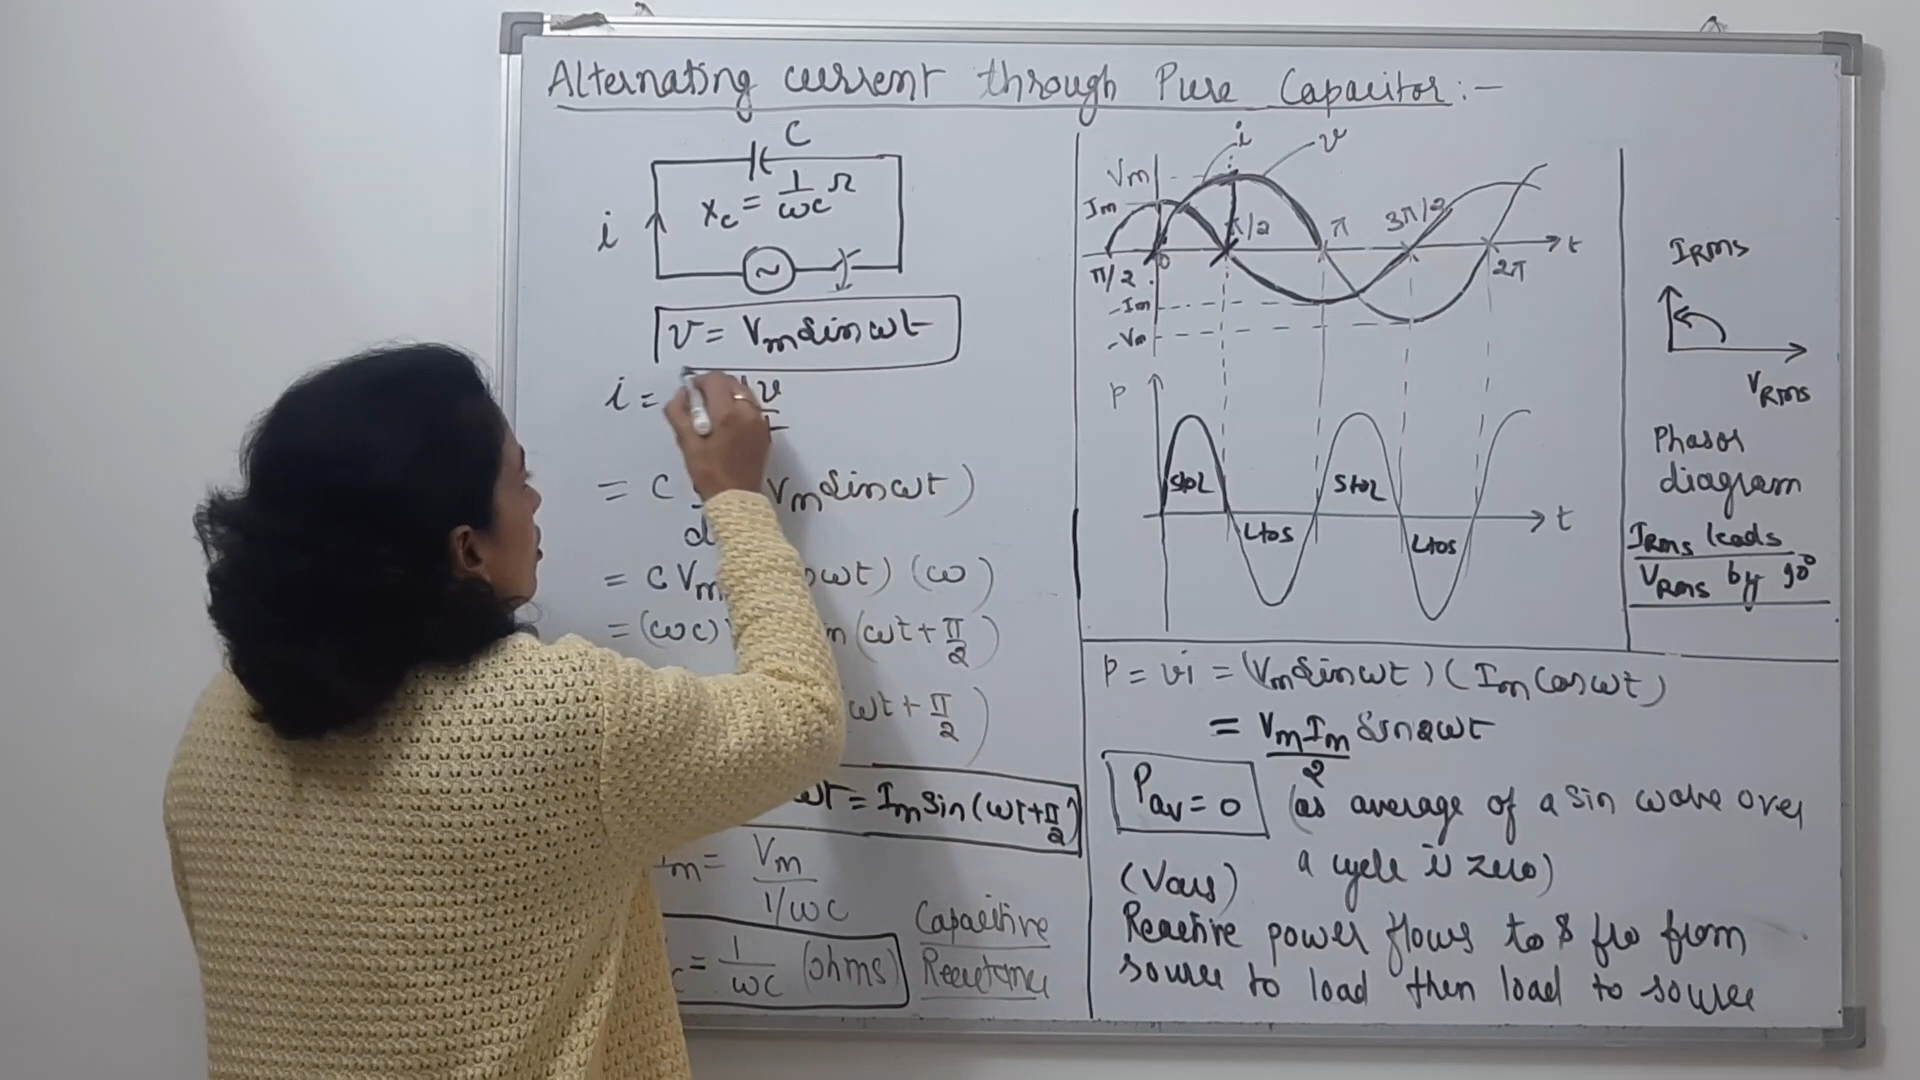 Alternating current through Pure Capacitor :-
C
Xc = 1/ωc Ω
i
~
v = Vm sin ωt
i =
= C Vm sin ωt)
= C Vm ωt) (ω)
= (ωc) (ωt + π/2)
ωt + π/2)
ωt = Im sin (ωt + π/2)
m = Vm / 1/ωc
c = 1/ωc (ohms)
Capacitive
Reactance
i v
Vm
Im
π/2 0 π/2 π 3π/2 2π t
-Im
-Vm
P
StoL LtoS StoL LtoS t
IRMS
VRMS
Phasor
diagram
IRMS leads
VRMS by 90°
P = vi = (Vm sin ωt) (Im cos ωt)
= VmIm/2 sin2ωt
Pav = 0 (as average of a sin wave over
a cycle is zero)
(Vars)
Reactive power flows to & fro from
source to load then load to source